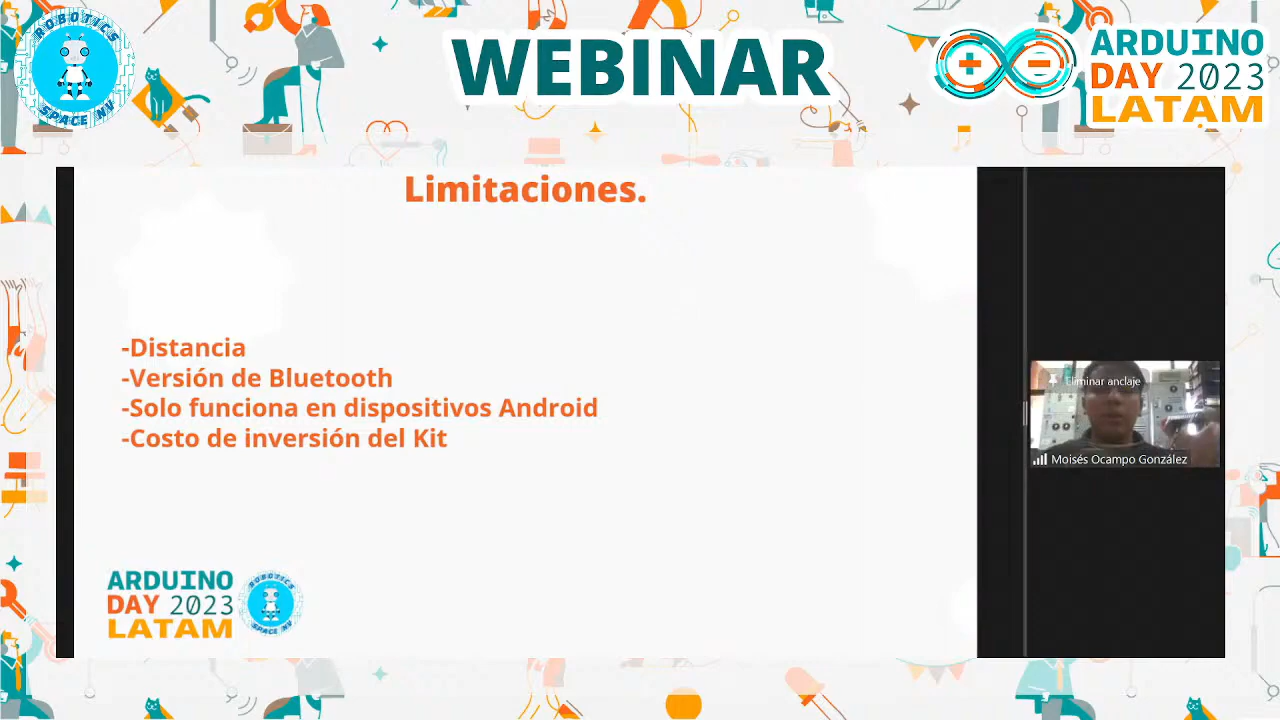 ROBOTICS
SPACE NV
WEBINAR
ARDUINO
DAY 2023
LATAM
Limitaciones.
-Distancia
-Versión de Bluetooth
-Solo funciona en dispositivos Android
-Costo de inversión del Kit
Eliminar anclaje
Moisés Ocampo González
ARDUINO
DAY 2023
LATAM
ROBOTICS
SPACE NV